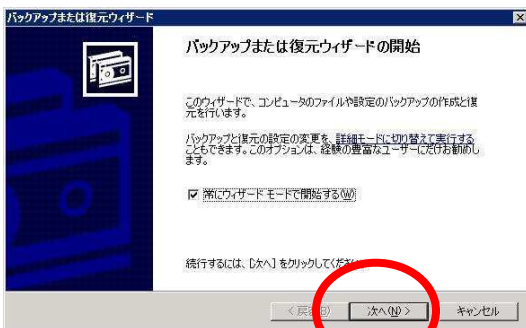 バックアップまたは復元ウィザード
バックアップまたは復元ウィザードの開始
このウィザードで、コンピュータのファイルや設定のバックアップの作成と復
元を行います。
バックアップと復元の設定の変更を、詳細モードに切り替えて実行する
こともできます。このオプションは、経験の豊富なユーザーにだけお勧めし
ます。
常にウィザード モードで開始する(W)
続行するには、[次へ] をクリックしてください。
< 戻る(B) 次へ(N) > キャンセル